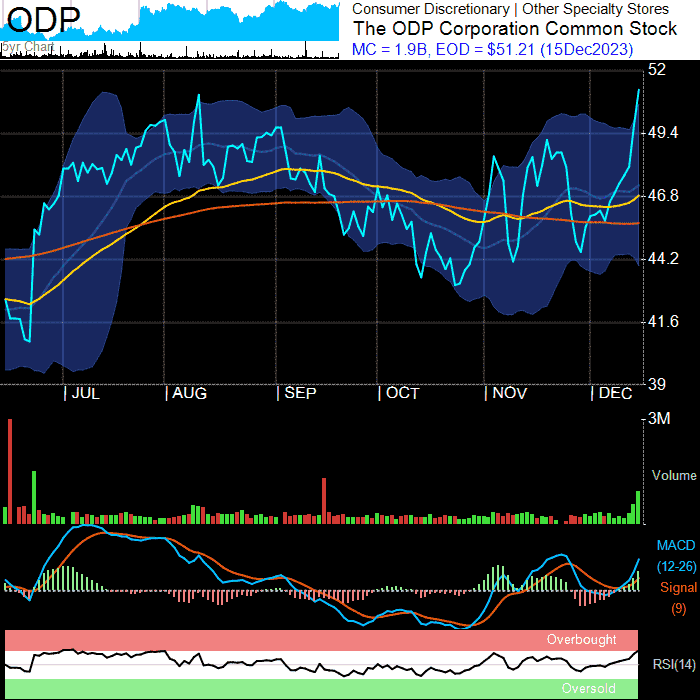 ODP
5yr Chart
Consumer Discretionary | Other Specialty Stores
The ODP Corporation Common Stock
MC = 1.9B, EOD = $51.21 (15Dec2023)
52
49.4
46.8
44.2
41.6
39
| JUL | AUG | SEP | OCT | NOV | DEC
3M
Volume
MACD
(12-26)
Signal
(9)
Overbought
RSI(14)
Oversold